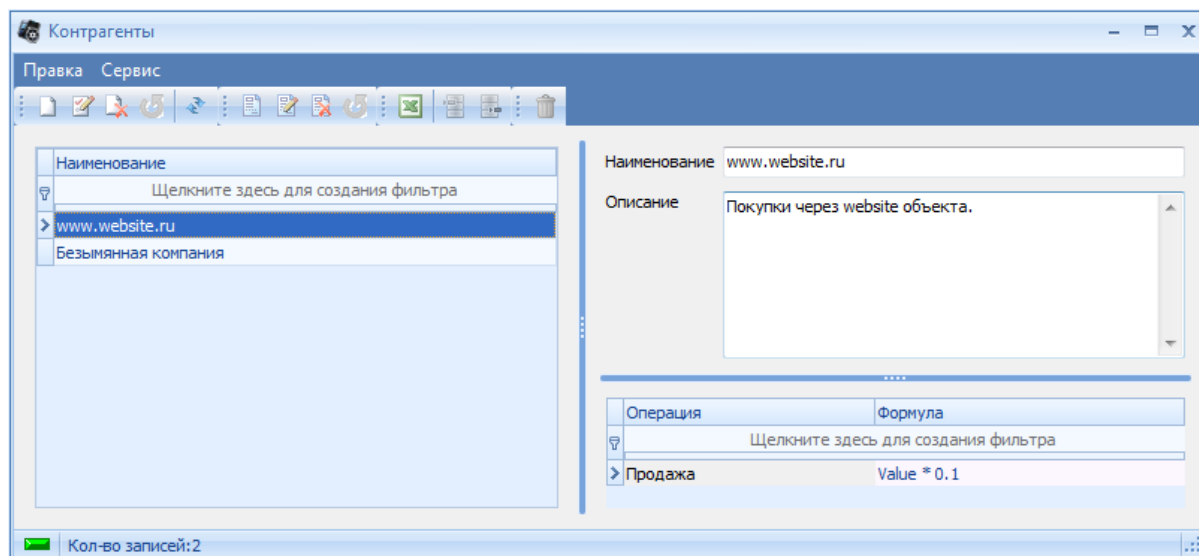 Контрагенты
Правка Сервис
Наименование
Щелкните здесь для создания фильтра
www.website.ru
Безымянная компания
Наименование www.website.ru
Описание Покупки через website объекта.
Операция Формула
Щелкните здесь для создания фильтра
Продажа Value * 0.1
Кол-во записей:2